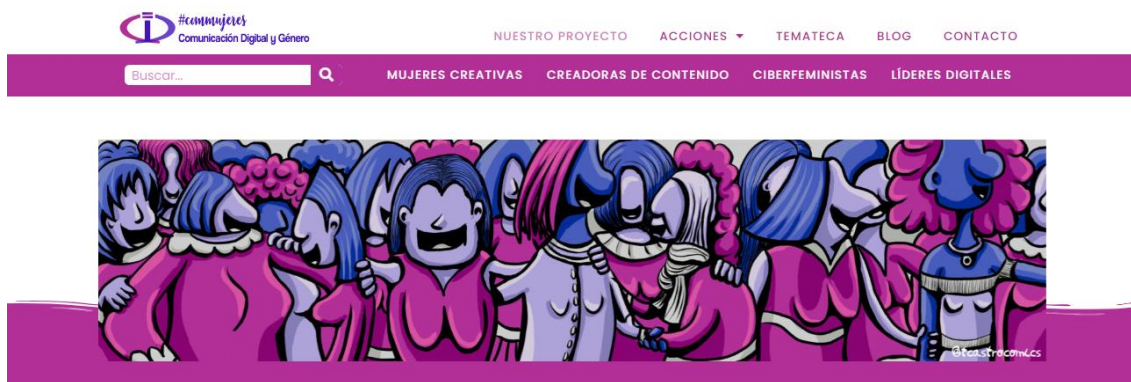 #commujeres
Comunicación Digital y Género
NUESTRO PROYECTO ACCIONES TEMATECA BLOG CONTACTO
Buscar...
MUJERES CREATIVAS CREADORAS DE CONTENIDO CIBERFEMINISTAS LÍDERES DIGITALES
@tcastrocomics